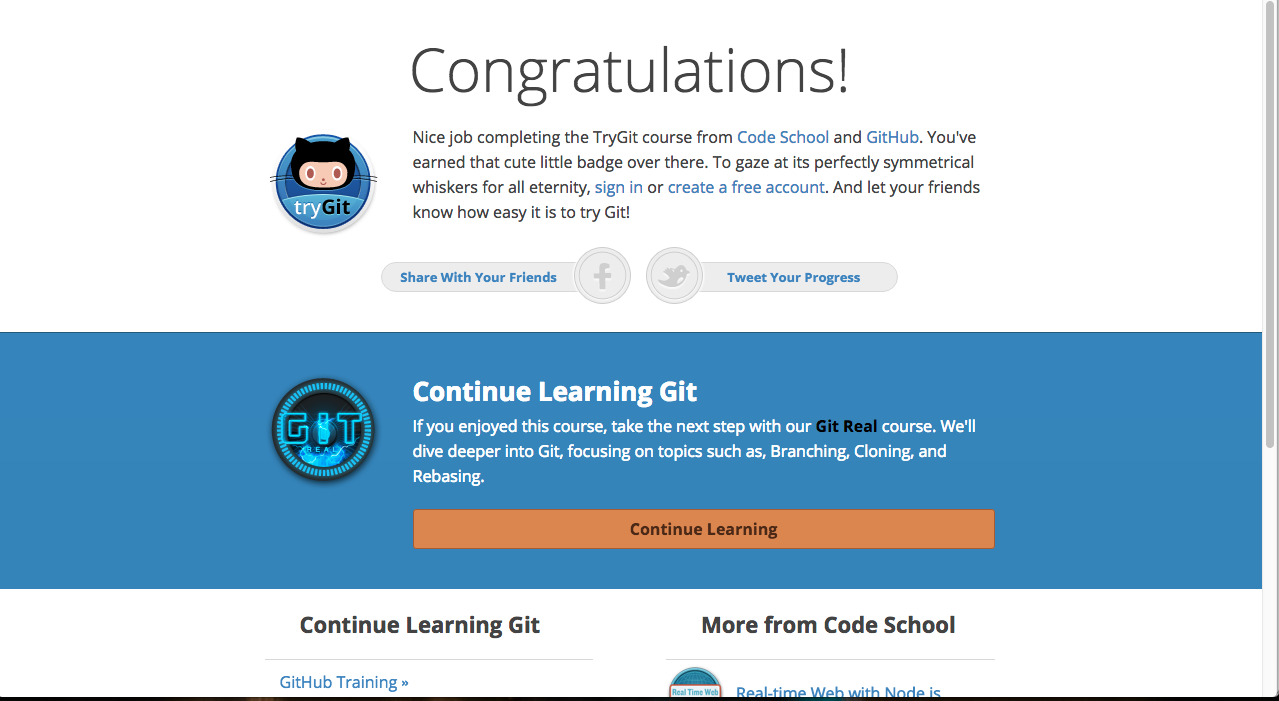 Congratulations!
Nice job completing the TryGit course from Code School and GitHub. You've
earned that cute little badge over there. To gaze at its perfectly symmetrical
whiskers for all eternity, sign in or create a free account. And let your friends
know how easy it is to try Git!
tryGit
Share With Your Friends
Tweet Your Progress
GIT
REAL
Continue Learning Git
If you enjoyed this course, take the next step with our Git Real course. We'll
dive deeper into Git, focusing on topics such as, Branching, Cloning, and
Rebasing.
Continue Learning
Continue Learning Git
GitHub Training »
More from Code School
Real Time Web
Real-time Web with Node.js